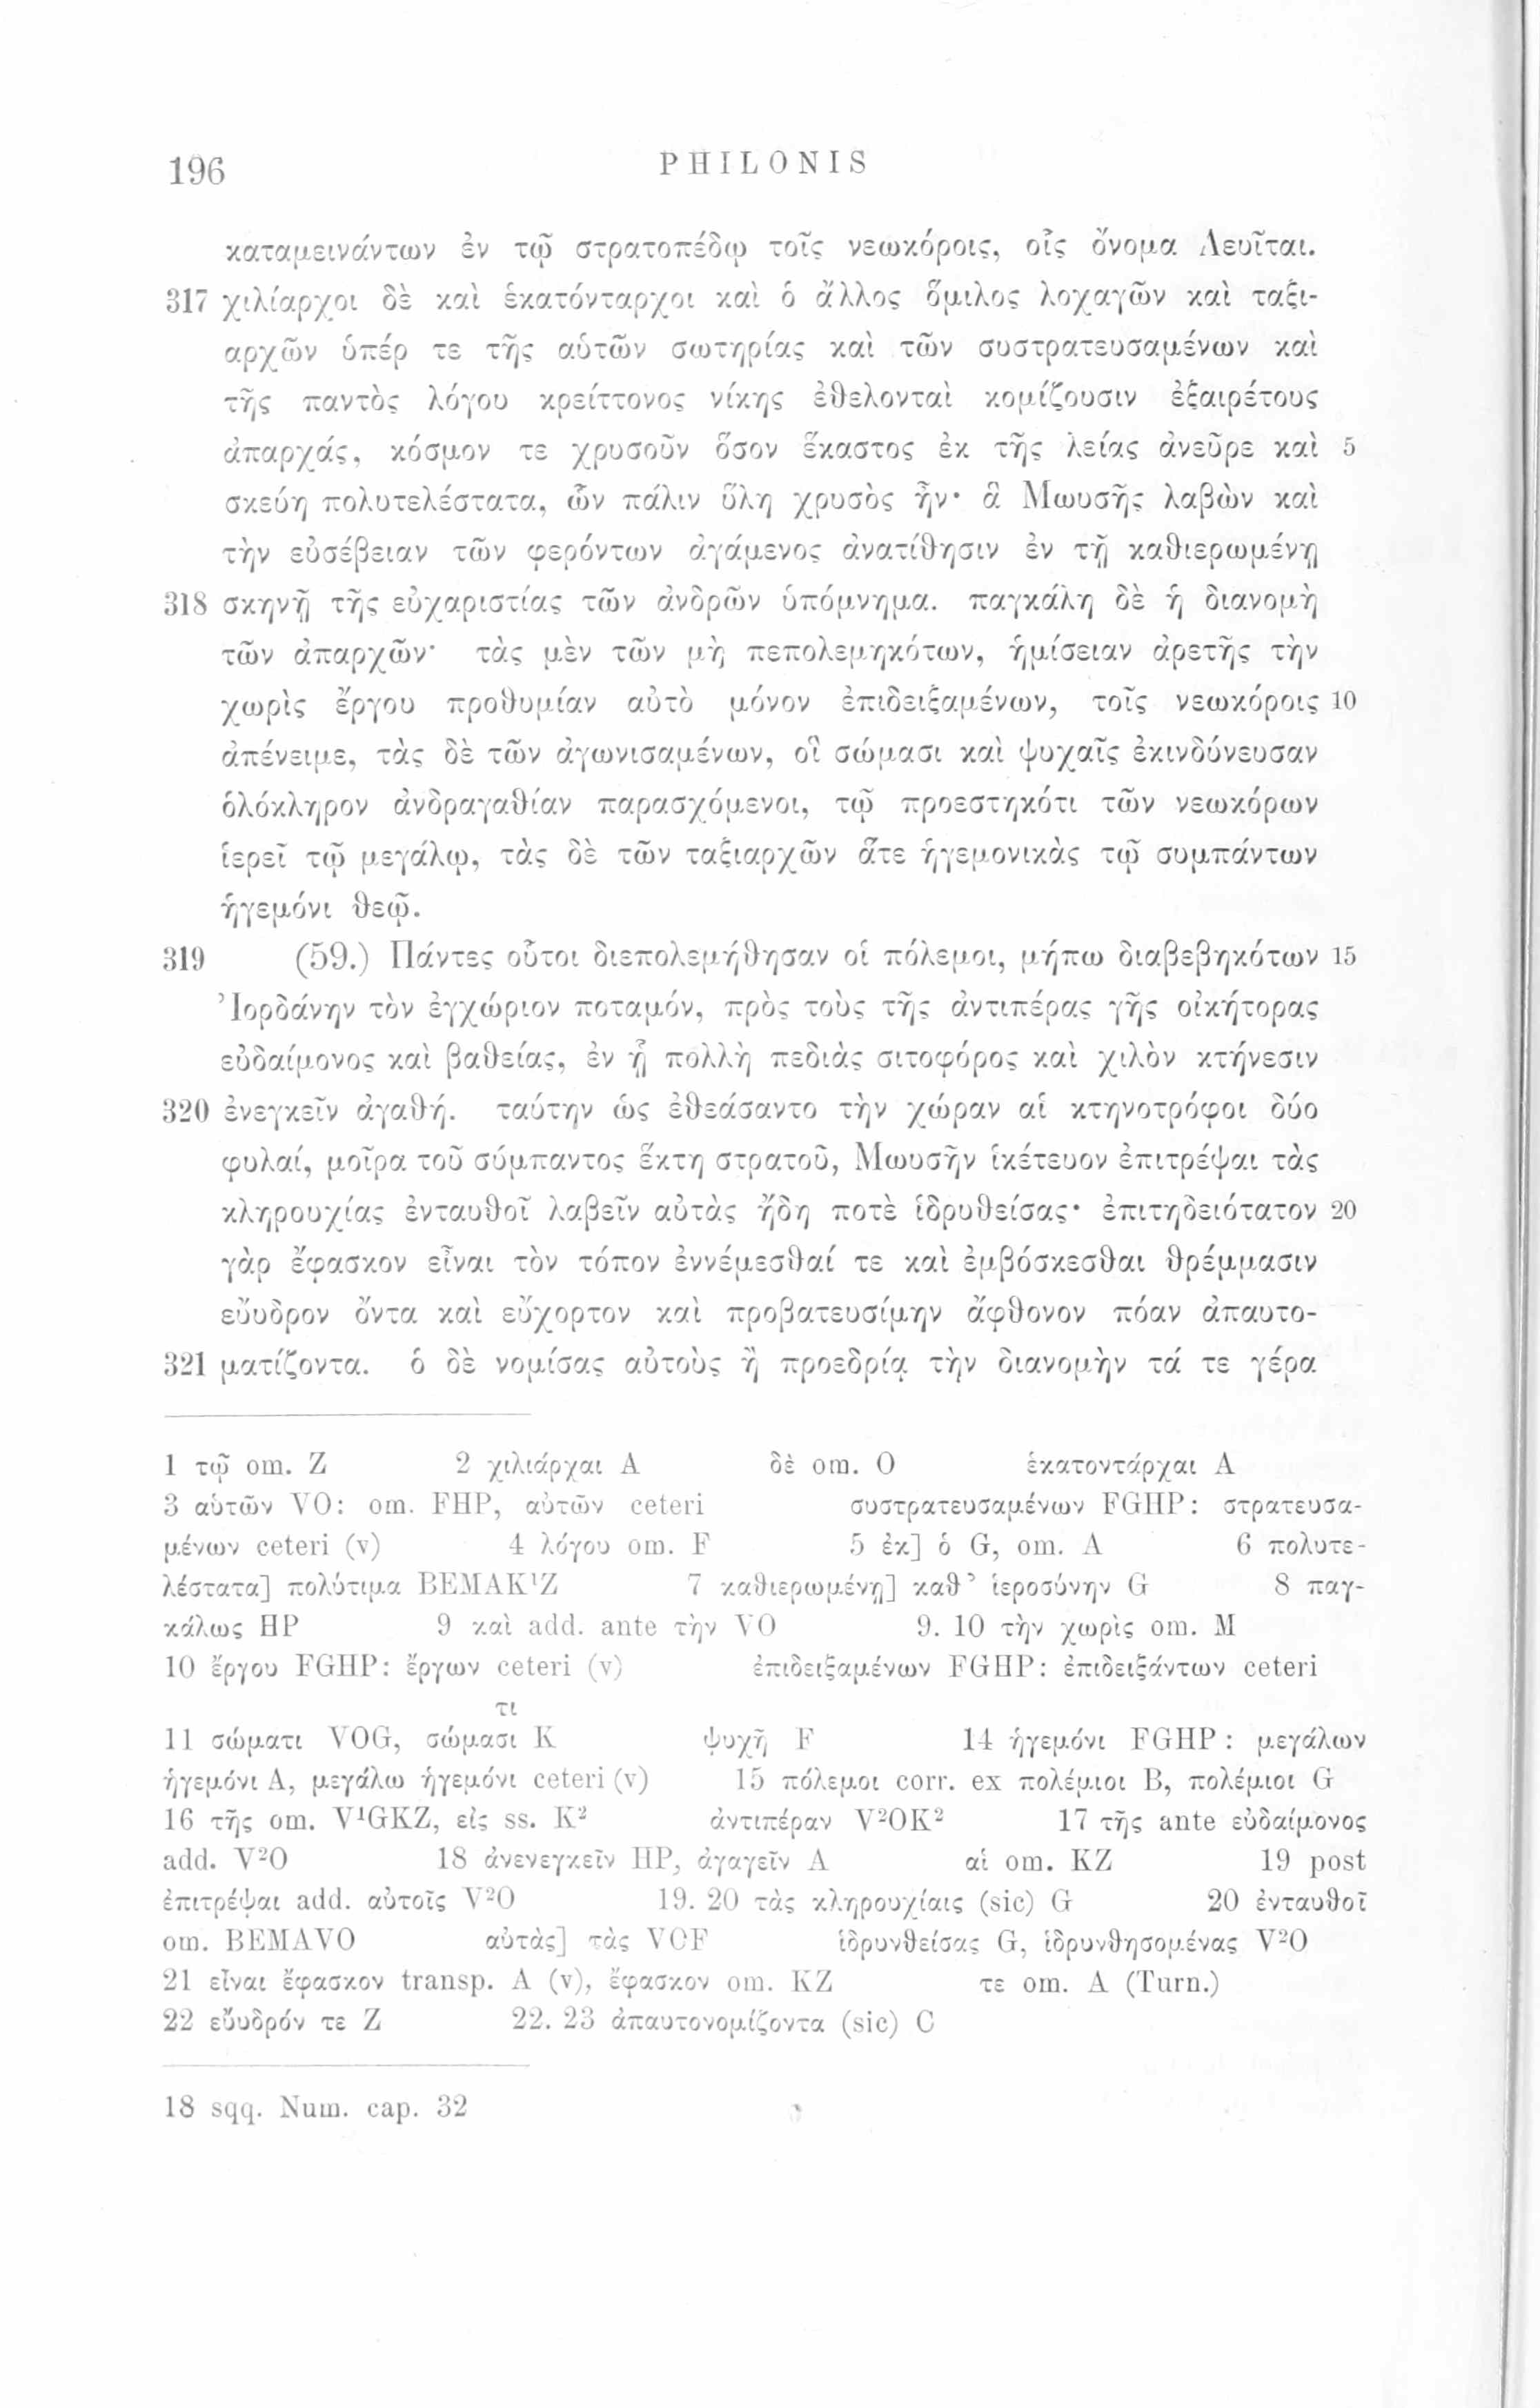 196
PHILONIS
καταμεινάντων ἐν τῷ στρατοπέδῳ τοῖς νεωκόροις, οἷς ὄνομα Λευῖται.
317 χιλίαρχοι δὲ καὶ ἑκατόνταρχοι καὶ ὁ ἄλλος ὅμιλος λοχαγῶν καὶ ταξι-
αρχῶν ὑπέρ τε τῆς αὑτῶν σωτηρίας καὶ τῶν συστρατευσαμένων καὶ
τῆς παντὸς λόγου κρείττονος νίκης ἐθελονταὶ κομίζουσιν ἐξαιρέτους
ἀπαρχάς, κόσμον τε χρυσοῦν ὅσον ἕκαστος ἐκ τῆς λείας ἀνεῦρε καὶ 5
σκεύη πολυτελέστατα, ὧν πάλιν ὕλη χρυσὸς ἦν· ἃ Μωυσῆς λαβὼν καὶ
τὴν εὐσέβειαν τῶν φερόντων ἀγάμενος ἀνατίθησιν ἐν τῇ καθιερωμένῃ
318 σκηνῇ τῆς εὐχαριστίας τῶν ἀνδρῶν ὑπόμνημα. παγκάλη δὲ ἡ διανομὴ
τῶν ἀπαρχῶν· τὰς μὲν τῶν μὴ πεπολεμηκότων, ἡμίσειαν ἀρετῆς τὴν
χωρὶς ἔργου προθυμίαν αὐτὸ μόνον ἐπιδειξαμένων, τοῖς νεωκόροις 10
ἀπένειμε, τὰς δὲ τῶν ἀγωνισαμένων, οἳ σώμασι καὶ ψυχαῖς ἐκινδύνευσαν
ὁλόκληρον ἀνδραγαθίαν παρασχόμενοι, τῷ προεστηκότι τῶν νεωκόρων
ἱερεῖ τῷ μεγάλῳ, τὰς δὲ τῶν ταξιαρχῶν ἅτε ἡγεμονικὰς τῷ συμπάντων
ἡγεμόνι θεῷ.
319 (59.) Πάντες οὗτοι διεπολεμήθησαν οἱ πόλεμοι, μήπω διαβεβηκότων 15
Ἰορδάνην τὸν ἐγχώριον ποταμόν, πρὸς τοὺς τῆς ἀντιπέρας γῆς οἰκήτορας
εὐδαίμονος καὶ βαθείας, ἐν ᾗ πολλὴ πεδιὰς σιτοφόρος καὶ χιλὸν κτήνεσιν
320 ἐνεγκεῖν ἀγαθή. ταύτην ὡς ἐθεάσαντο τὴν χώραν αἱ κτηνοτρόφοι δύο
φυλαί, μοῖρα τοῦ σύμπαντος ἕκτη στρατοῦ, Μωυσῆν ἱκέτευον ἐπιτρέψαι τὰς
κληρουχίας ἐνταυθοῖ λαβεῖν αὐτὰς ἤδη ποτὲ ἱδρυθείσας· ἐπιτηδειότατον 20
γὰρ ἔφασκον εἶναι τὸν τόπον ἐννέμεσθαί τε καὶ ἐμβόσκεσθαι θρέμμασιν
εὔυδρον ὄντα καὶ εὔχορτον καὶ προβατευσίμην ἄφθονον πόαν ἀπαυτο-
321 ματίζοντα. ὁ δὲ νομίσας αὐτοὺς ἢ προεδρίᾳ τὴν διανομὴν τά τε γέρα
1 τῷ om. Z 2 χιλιάρχαι A δὲ om. O ἑκατοντάρχαι A
3 αὑτῶν VO: om. FHP, αὐτῶν ceteri συστρατευσαμένων FGHP: στρατευσα-
μένων ceteri (v) 4 λόγου om. F 5 ἐκ] ὁ G, om. A 6 πολυτε-
λέστατα] πολύτιμα BEMAK¹Z 7 καθιερωμένῃ] καθ’ ἱεροσύνην G 8 παγ-
κάλως HP 9 καὶ add. ante τὴν VO 9. 10 τὴν χωρὶς om. M
10 ἔργου FGHP: ἔργων ceteri (v) ἐπιδειξαμένων FGHP: ἐπιδειξάντων ceteri
τι
11 σώματι VOG, σώμασι K ψυχῇ F 14 ἡγεμόνι FGHP: μεγάλων
ἡγεμόνι A, μεγάλω ἡγεμόνι ceteri (v) 15 πόλεμοι corr. ex πολέμιοι B, πολέμιοι G
16 τῆς om. V¹GKZ, εἰς ss. K² ἀντιπέραν V²OK² 17 τῆς ante εὐδαίμονος
add. V²O 18 ἀνενεγκεῖν HP, ἀγαγεῖν A αἱ om. KZ 19 post
ἐπιτρέψαι add. αὐτοῖς V²O 19. 20 τὰς κληρουχίαις (sic) G 20 ἐνταυθοῖ
om. BEMAVO αὐτὰς] τὰς VOF ἱδρυνθείσας G, ἱδρυνθησομένας V²O
21 εἶναι ἔφασκον transp. A (v), ἔφασκον om. KZ τε om. A (Turn.)
22 εὔυδρόν τε Z 22. 23 ἀπαυτονομίζοντα (sic) C
18 sqq. Num. cap. 32